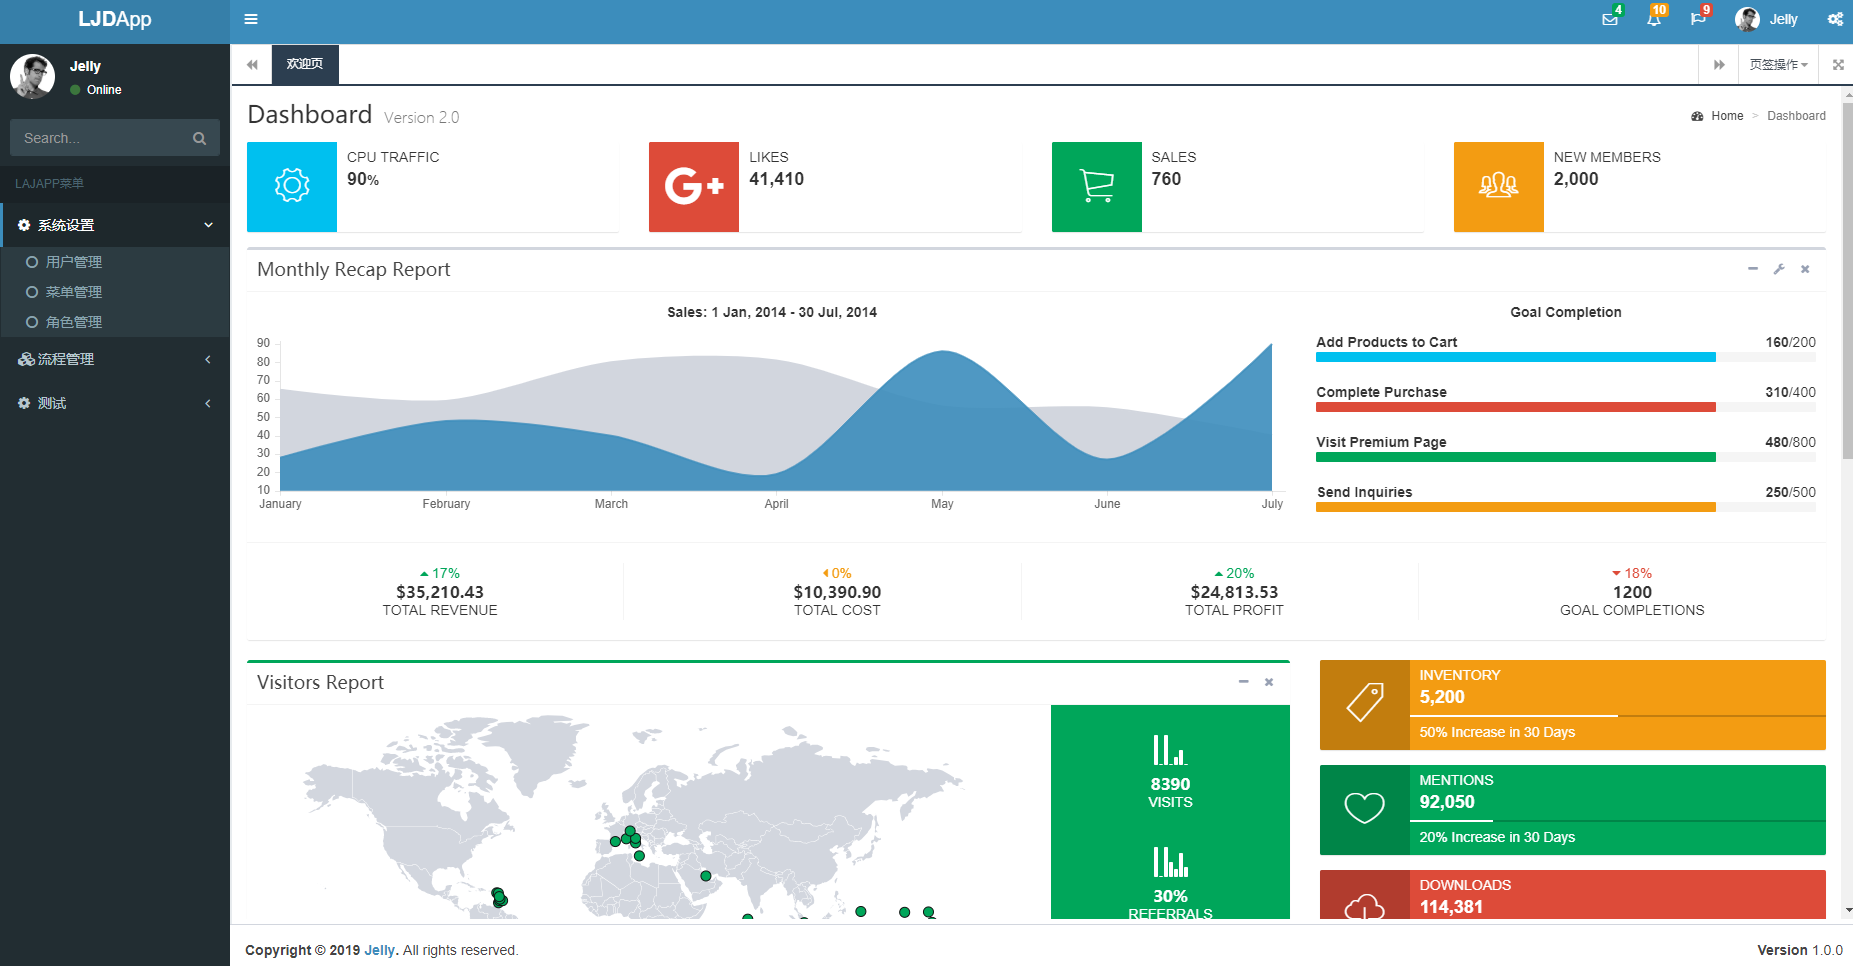 LJDApp
4
10
9
Jelly
Jelly
Online
Search...
LAJAPP菜单
系统设置
用户管理
菜单管理
角色管理
流程管理
测试
欢迎页
页签操作
Dashboard Version 2.0
Home > Dashboard
CPU TRAFFIC
90%
LIKES
41,410
SALES
760
NEW MEMBERS
2,000
Monthly Recap Report
Sales: 1 Jan, 2014 - 30 Jul, 2014
90
80
70
60
50
40
30
20
10
January February March April May June July
Goal Completion
Add Products to Cart 160/200
Complete Purchase 310/400
Visit Premium Page 480/800
Send Inquiries 250/500
17%
$35,210.43
TOTAL REVENUE
0%
$10,390.90
TOTAL COST
20%
$24,813.53
TOTAL PROFIT
18%
1200
GOAL COMPLETIONS
Visitors Report
8390
VISITS
30%
REFERRALS
INVENTORY
5,200
50% Increase in 30 Days
MENTIONS
92,050
20% Increase in 30 Days
DOWNLOADS
114,381
Copyright © 2019 Jelly. All rights reserved.
Version 1.0.0